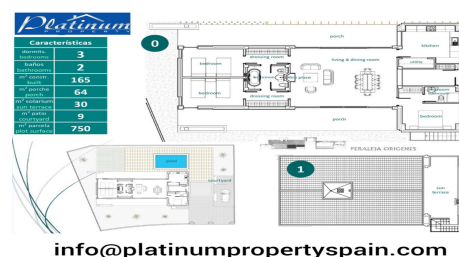 Platinum
PROPERTY
Características
dormits.
bedrooms
3
baños
bathrooms
2
m² constr.
built
165
m² porche
porch
64
m² solarium
sun terrace
30
m² patio
courtyard
9
m² parcela
plot surface
750
0
porch
kitchen
dressing room
living & dining room
utility
bedroom
bedroom
dressing room
bedroom
porch
PERALEJA ORIGENES
1
pool
courtyard
sun
terrace
info@platinumpropertyspain.com